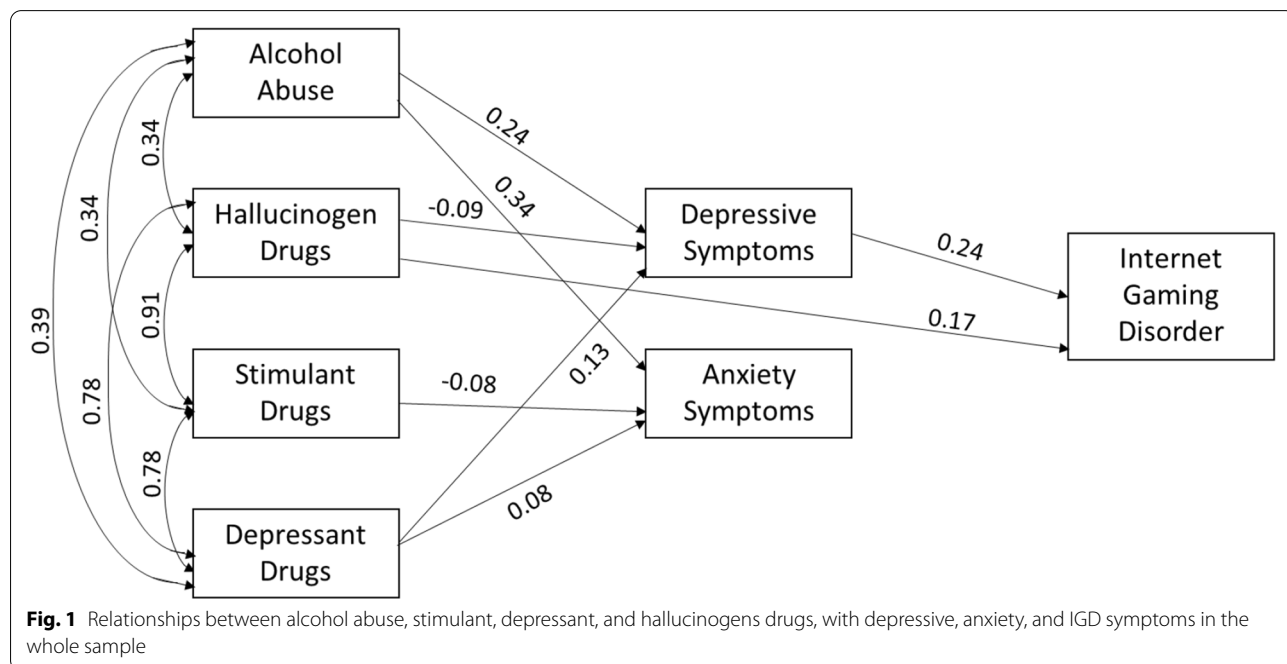 Alcohol
Abuse
0.24
0.34
0.34
0.34
0.39
Hallucinogen
Drugs
-0.09
Depressive
Symptoms
0.24
Internet
Gaming
Disorder
0.17
0.91
0.78
0.13
Stimulant
Drugs
-0.08
Anxiety
Symptoms
0.78
0.08
Depressant
Drugs
Fig. 1 Relationships between alcohol abuse, stimulant, depressant, and hallucinogens drugs, with depressive, anxiety, and IGD symptoms in the
whole sample